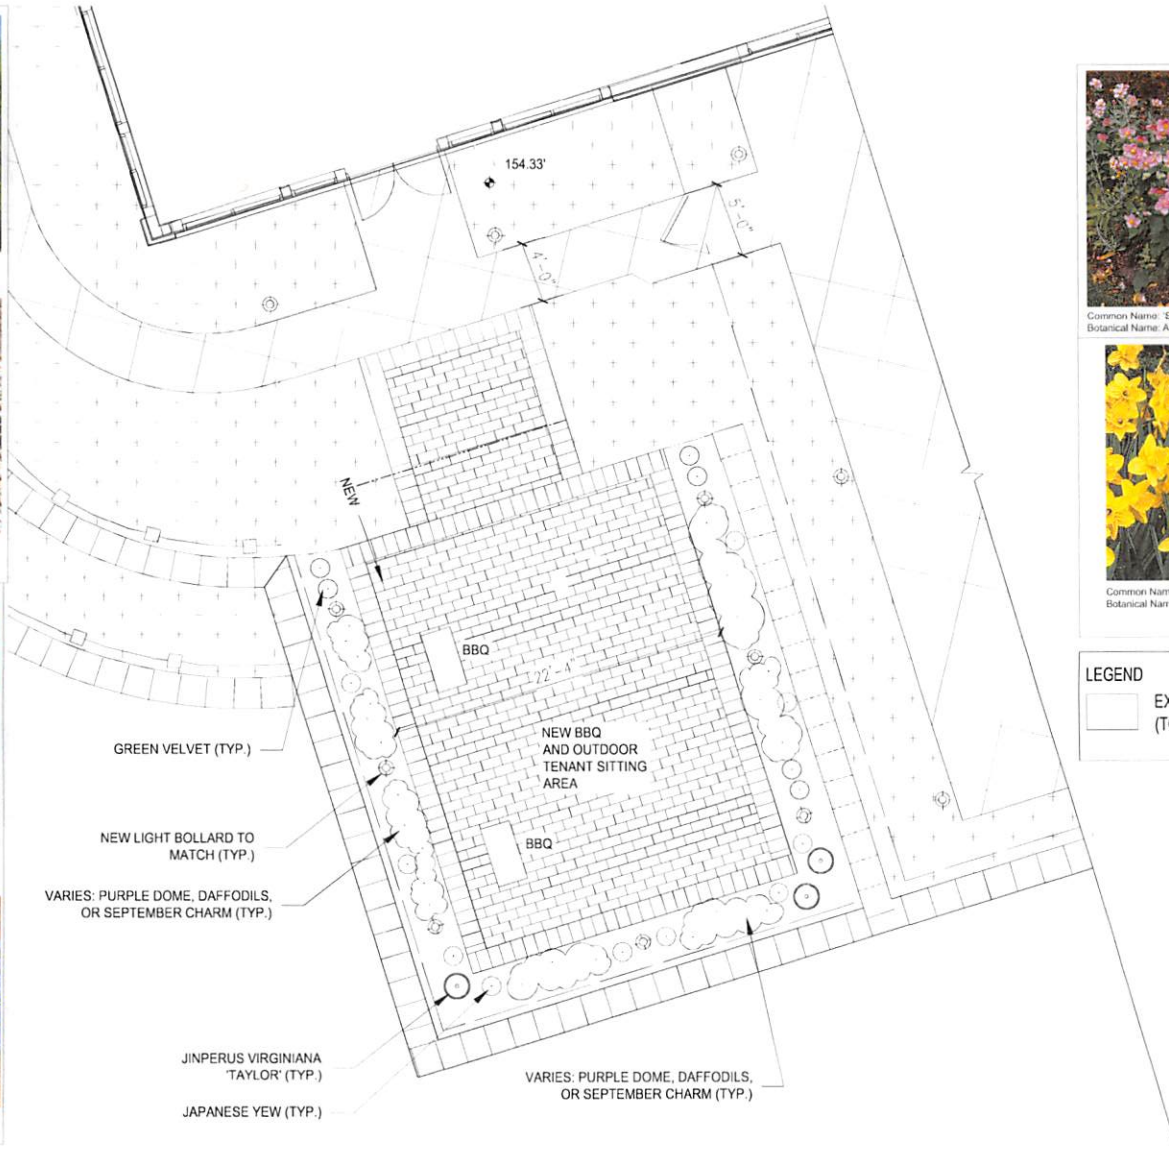 154.33'
5'-0"
4'-0"
Common Name: 'S
Botanical Name: A
NEW
Common Nam
Botanical Nam
BBQ
22'-4"
LEGEND
EX
(T
NEW BBQ
AND OUTDOOR
TENANT SITTING
AREA
GREEN VELVET (TYP.)
BBQ
NEW LIGHT BOLLARD TO
MATCH (TYP.)
VARIES: PURPLE DOME, DAFFODILS,
OR SEPTEMBER CHARM (TYP.)
JINPERUS VIRGINIANA
'TAYLOR' (TYP.)
JAPANESE YEW (TYP.)
VARIES: PURPLE DOME, DAFFODILS,
OR SEPTEMBER CHARM (TYP.)